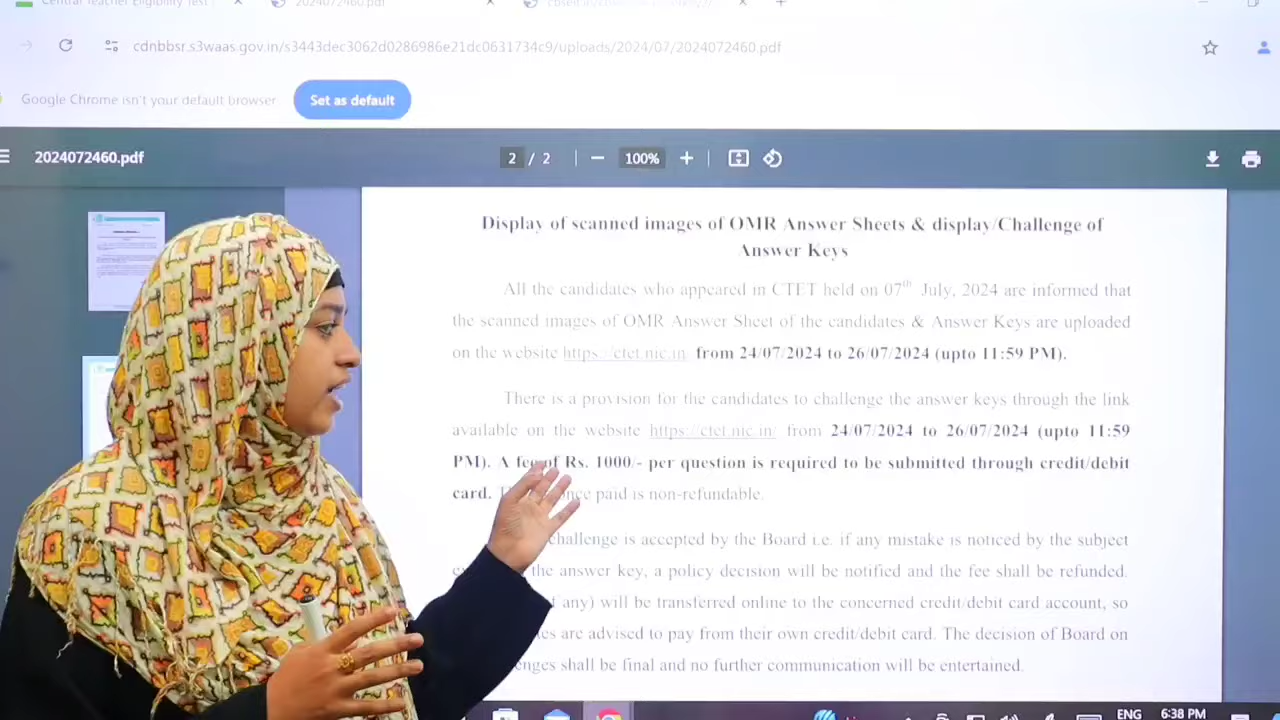 Central Teacher Eligibility Test
2024072460.pdf
cdnbbsr.s3waas.gov.in/s3443dec3062d0286986e21dc0631734c9/uploads/2024/07/2024072460.pdf
Google Chrome isn't your default browser
Set as default
2024072460.pdf
2 / 2
100%
Display of scanned images of OMR Answer Sheets & display/Challenge of
Answer Keys
All the candidates who appeared in CTET held on 07th July, 2024 are informed that
the scanned images of OMR Answer Sheet of the candidates & Answer Keys are uploaded
on the website https://ctet.nic.in from 24/07/2024 to 26/07/2024 (upto 11:59 PM).
There is a provision for the candidates to challenge the answer keys through the link
available on the website https://ctet.nic.in/ from 24/07/2024 to 26/07/2024 (upto 11:59
PM). A fee of Rs. 1000/- per question is required to be submitted through credit/debit
card. once paid is non-refundable.
challenge is accepted by the Board i.e. if any mistake is noticed by the subject
the answer key, a policy decision will be notified and the fee shall be refunded.
any) will be transferred online to the concerned credit/debit card account, so
are advised to pay from their own credit/debit card. The decision of Board on
shall be final and no further communication will be entertained.
ENG 6:38 PM